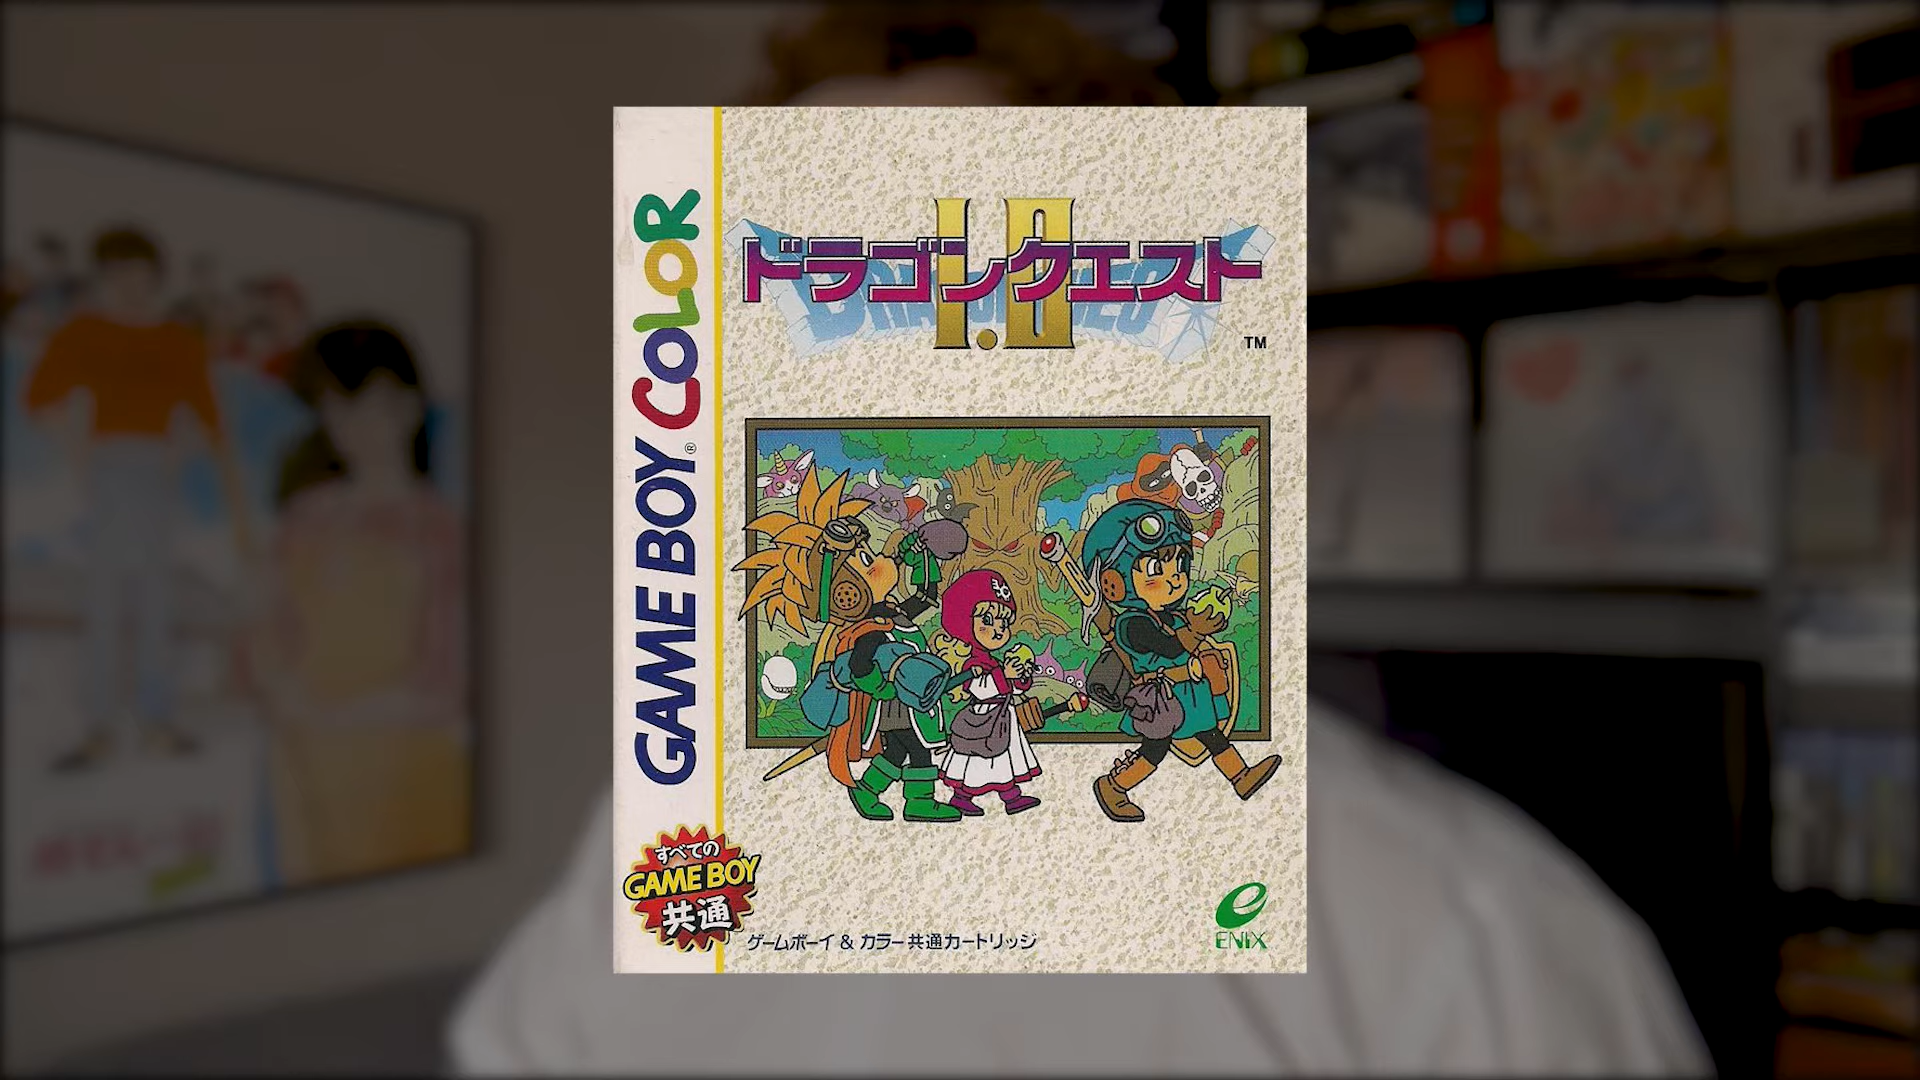 GAME BOY COLOR
®
I・II
ドラゴンクエスト
DRAGON QUEST
TM
すべての
GAME BOY
共通
ゲームボーイ & カラー共通カートリッジ
ENIX